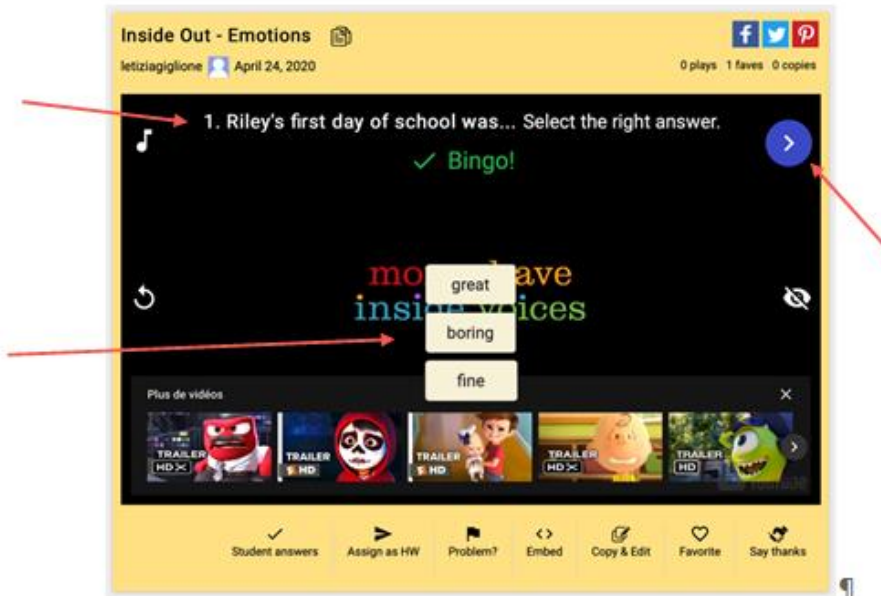 Inside Out - Emotions
letiziagiglione April 24, 2020
0 plays 1 faves 0 copies
1. Riley's first day of school was... Select the right answer.
✓ Bingo!
great
inside voices
boring
fine
Plus de vidéos
TRAILER HD
TRAILER HD
TRAILER HD
TRAILER HD
TRAILER HD
Student answers Assign as HW Problem? Embed Copy & Edit Favorite Say thanks
¶